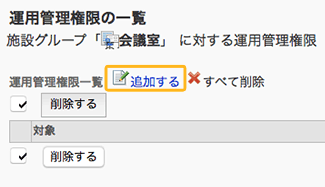 運用管理権限の一覧
施設グループ「会議室」 に対する運用管理権限
運用管理権限一覧 追加する すべて削除
削除する
対象
削除する